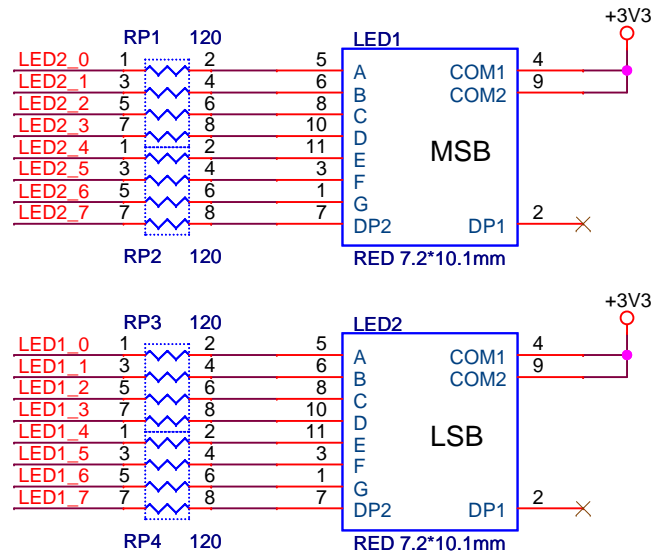 +3V3
RP1 120 LED1
LED2_0 1 2 5 A COM1 4
LED2_1 3 4 6 B COM2 9
LED2_2 5 6 8 C
LED2_3 7 8 10 D
LED2_4 1 2 11 E MSB
LED2_5 3 4 3 F
LED2_6 5 6 1 G
LED2_7 7 8 7 DP2 DP1 2
RP2 120 RED 7.2*10.1mm
+3V3
RP3 120 LED2
LED1_0 1 2 5 A COM1 4
LED1_1 3 4 6 B COM2 9
LED1_2 5 6 8 C
LED1_3 7 8 10 D
LED1_4 1 2 11 E LSB
LED1_5 3 4 3 F
LED1_6 5 6 1 G
LED1_7 7 8 7 DP2 DP1 2
RP4 120 RED 7.2*10.1mm